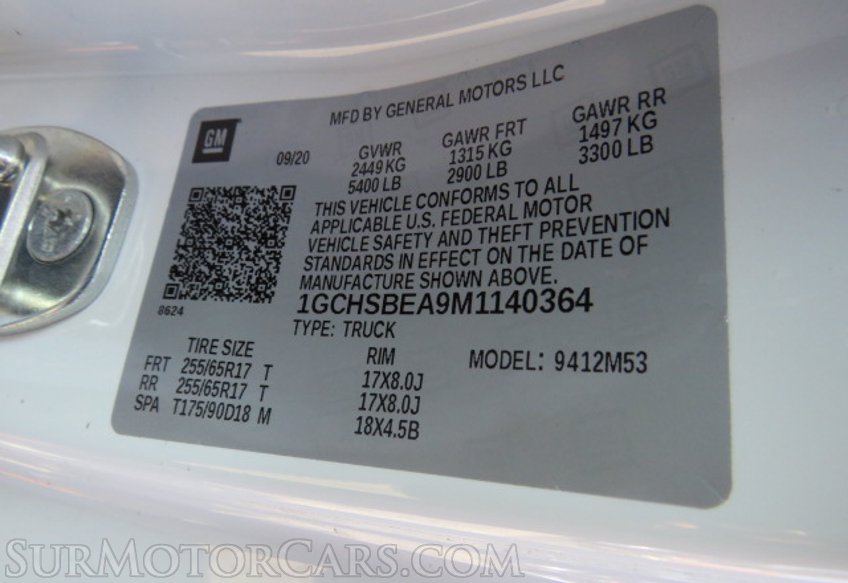 MFD BY GENERAL MOTORS LLC
GM
09/20 GVWR GAWR FRT GAWR RR
2449 KG 1315 KG 1497 KG
5400 LB 2900 LB 3300 LB
THIS VEHICLE CONFORMS TO ALL
APPLICABLE U.S. FEDERAL MOTOR
VEHICLE SAFETY AND THEFT PREVENTION
STANDARDS IN EFFECT ON THE DATE OF
MANUFACTURE SHOWN ABOVE.
8624 1GCHSBEA9M1140364
TYPE: TRUCK
TIRE SIZE RIM MODEL: 9412M53
FRT 255/65R17 T 17X8.0J
RR 255/65R17 T 17X8.0J
SPA T175/90D18 M 18X4.5B
SurMotorCars.com